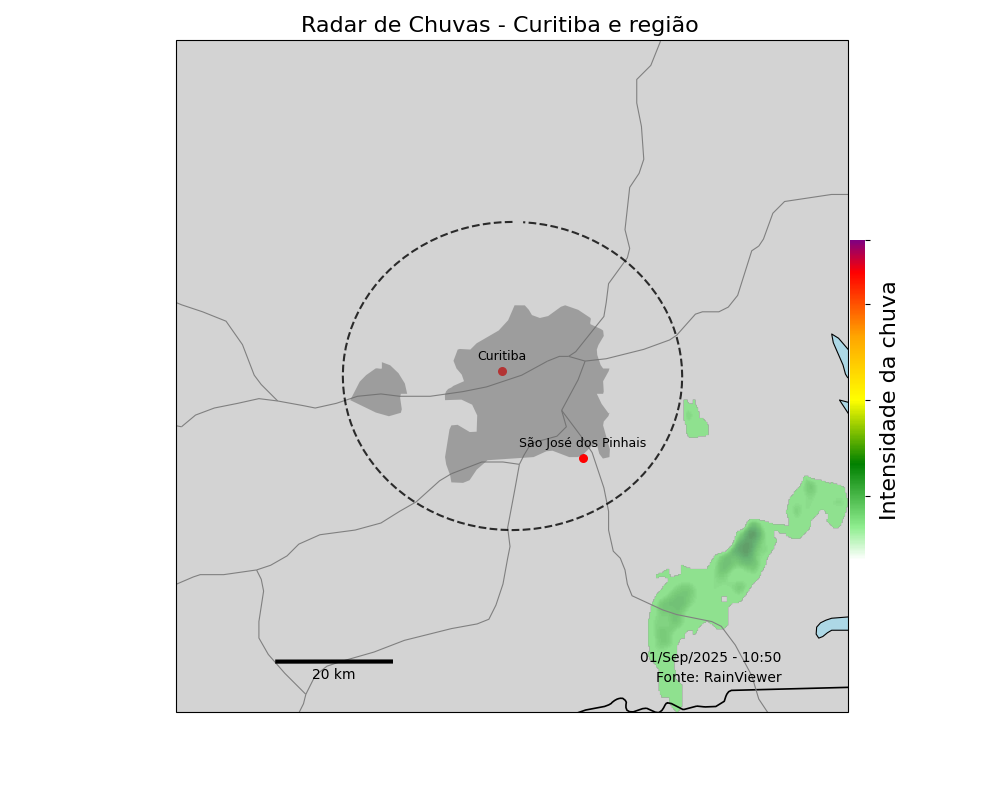 Radar de Chuvas - Curitiba e região
Curitiba
São José dos Pinhais
Intensidade da chuva
01/Sep/2025 - 10:50
Fonte: RainViewer
20 km